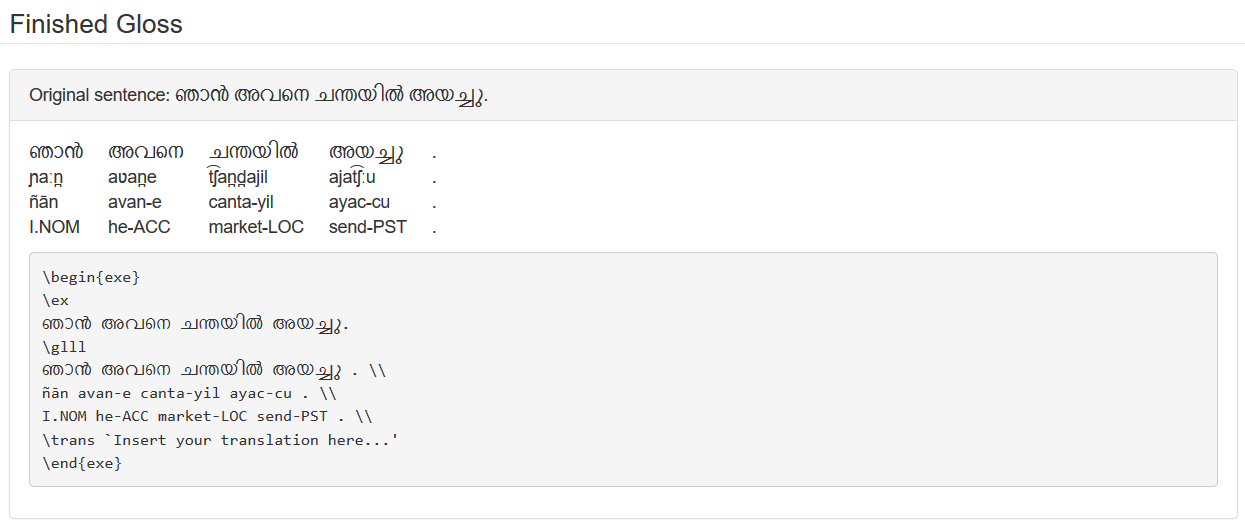 Finished Gloss
Original sentence: ഞാൻ അവനെ ചന്തയിൽ അയച്ചു.
ഞാൻ അവനെ ചന്തയിൽ അയച്ചു .
ɲaːn̪ aʋan̪e t͡ʃan̪d̪ajil ajat͡ʃːu .
ñān avan-e canta-yil ayac-cu .
I.NOM he-ACC market-LOC send-PST .
\begin{exe}
\ex
ഞാൻ അവനെ ചന്തയിൽ അയച്ചു.
\glll
ഞാൻ അവനെ ചന്തയിൽ അയച്ചു . \\
ñān avan-e canta-yil ayac-cu . \\
I.NOM he-ACC market-LOC send-PST . \\
\trans `Insert your translation here...'
\end{exe}